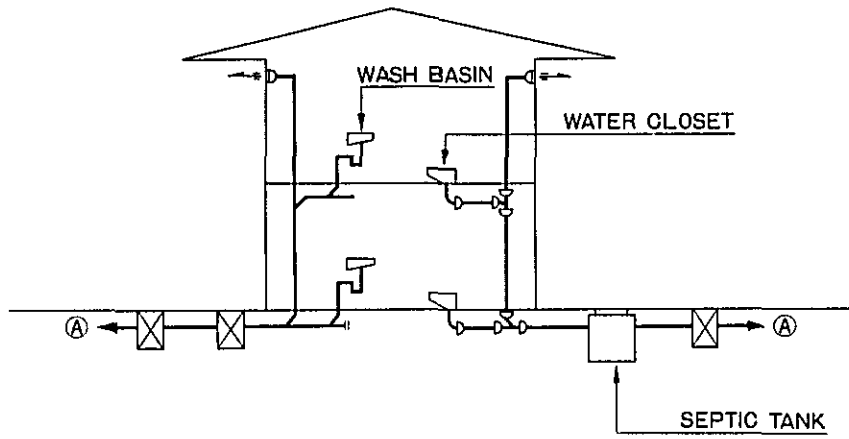 WASH BASIN
WATER CLOSET
Ⓐ
Ⓐ
SEPTIC TANK